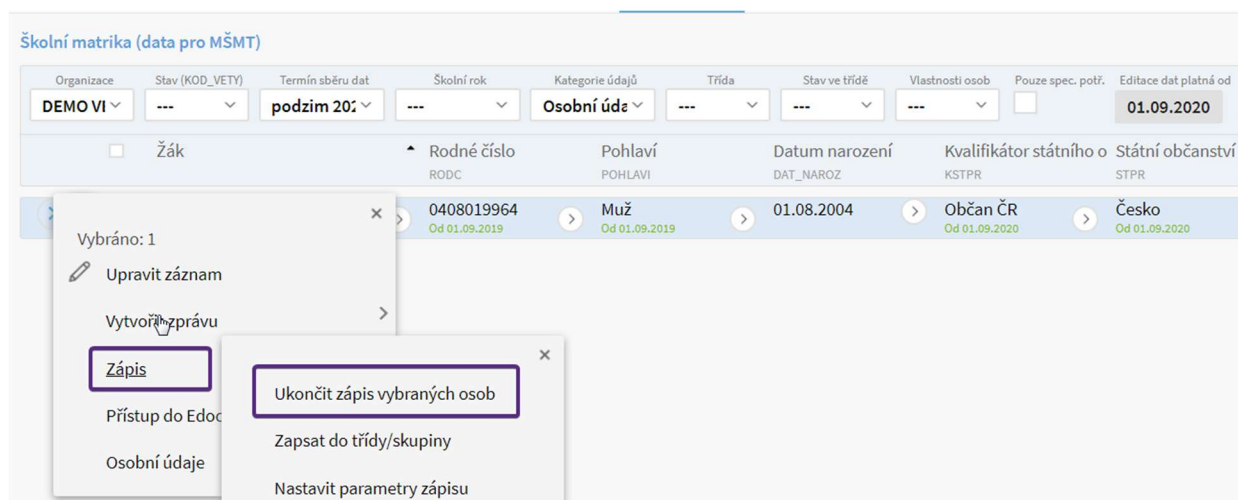 Školní matrika (data pro MŠMT)
Organizace Stav (KOD_VETY) Termín sběru dat Školní rok Kategorie údajů Třída Stav ve třídě Vlastnosti osob Pouze spec. potř. Editace dat platná od
DEMO VI --- podzim 202 --- Osobní úda --- --- --- 01.09.2020
Žák Rodné číslo Pohlaví Datum narození Kvalifikátor státního o Státní občanství
RODC POHLAVI DAT_NAROZ KSTPR STPR
0408019964 Muž 01.08.2004 Občan ČR Česko
Od 01.09.2019 Od 01.09.2019 Od 01.09.2020 Od 01.09.2020
Vybráno: 1
Upravit záznam
Vytvořit zprávu
Zápis
Přístup do Edoo
Osobní údaje
Ukončit zápis vybraných osob
Zapsat do třídy/skupiny
Nastavit parametry zápisu